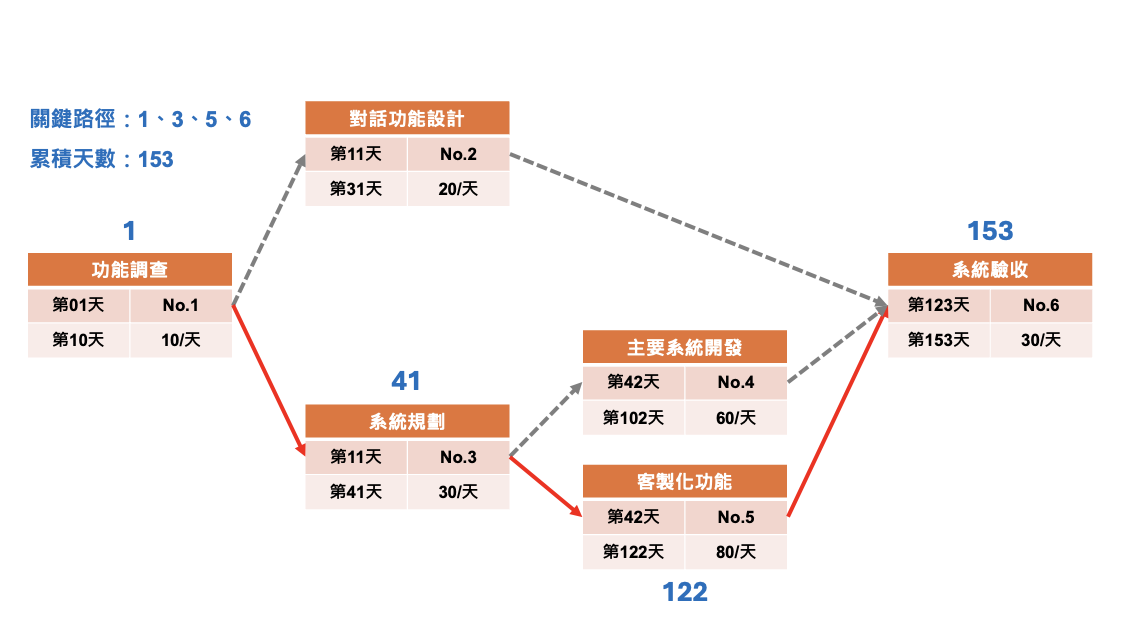 關鍵路徑：1、3、5、6
累積天數：153
對話功能設計
第11天 No.2
第31天 20/天
1
功能調查
第01天 No.1
第10天 10/天
153
系統驗收
第123天 No.6
第153天 30/天
主要系統開發
第42天 No.4
第102天 60/天
41
系統規劃
第11天 No.3
第41天 30/天
客製化功能
第42天 No.5
第122天 80/天
122